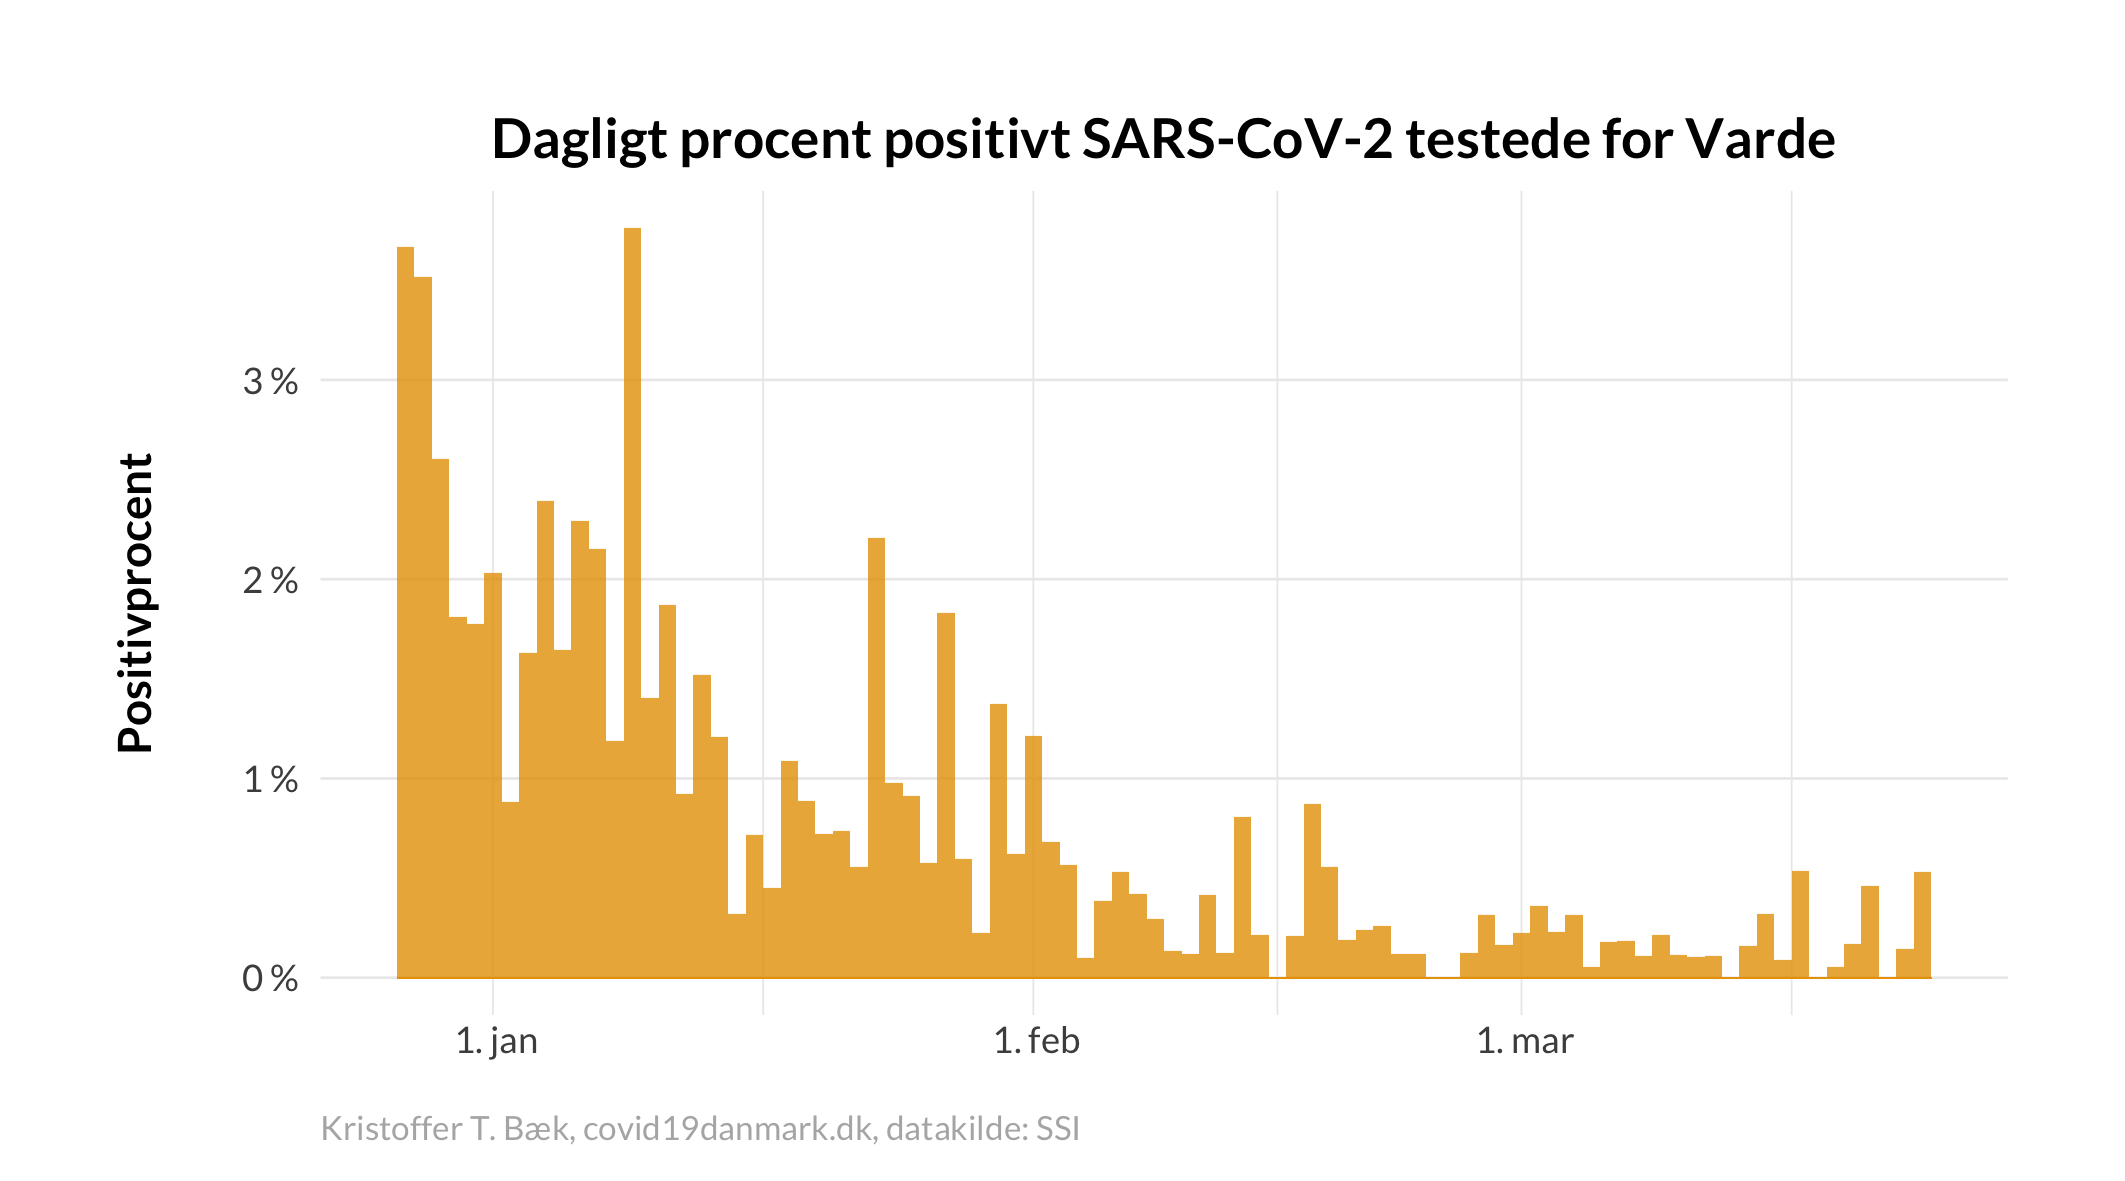 Dagligt procent positivt SARS-CoV-2 testede for Varde
Positivprocent
3 %
2 %
1 %
0 %
1. jan
1. feb
1. mar
Kristoffer T. Bæk, covid19danmark.dk, datakilde: SSI